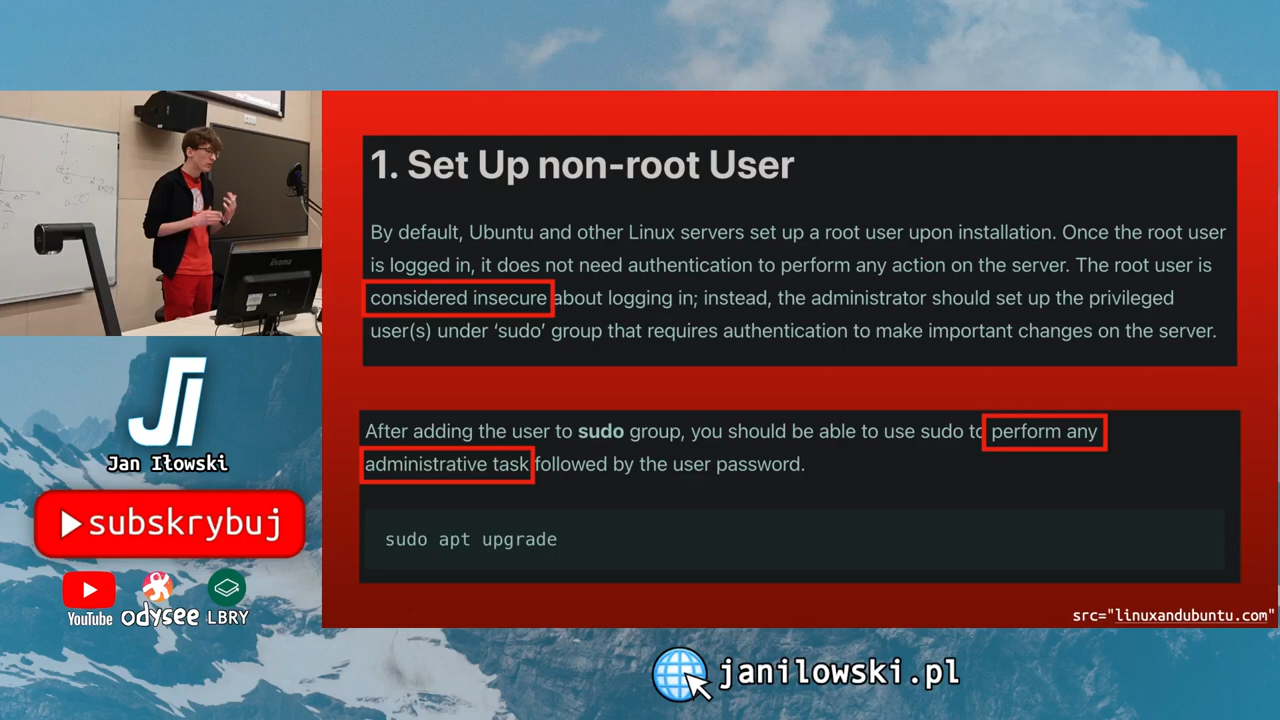 1. Set Up non-root User
By default, Ubuntu and other Linux servers set up a root user upon installation. Once the root user
is logged in, it does not need authentication to perform any action on the server. The root user is
considered insecure about logging in; instead, the administrator should set up the privileged
user(s) under ‘sudo’ group that requires authentication to make important changes on the server.
After adding the user to sudo group, you should be able to use sudo to perform any
administrative task followed by the user password.
sudo apt upgrade
src="linuxandubuntu.com"
JI
Jan Iłowski
subskrybuj
YouTube odysee LBRY
janilowski.pl